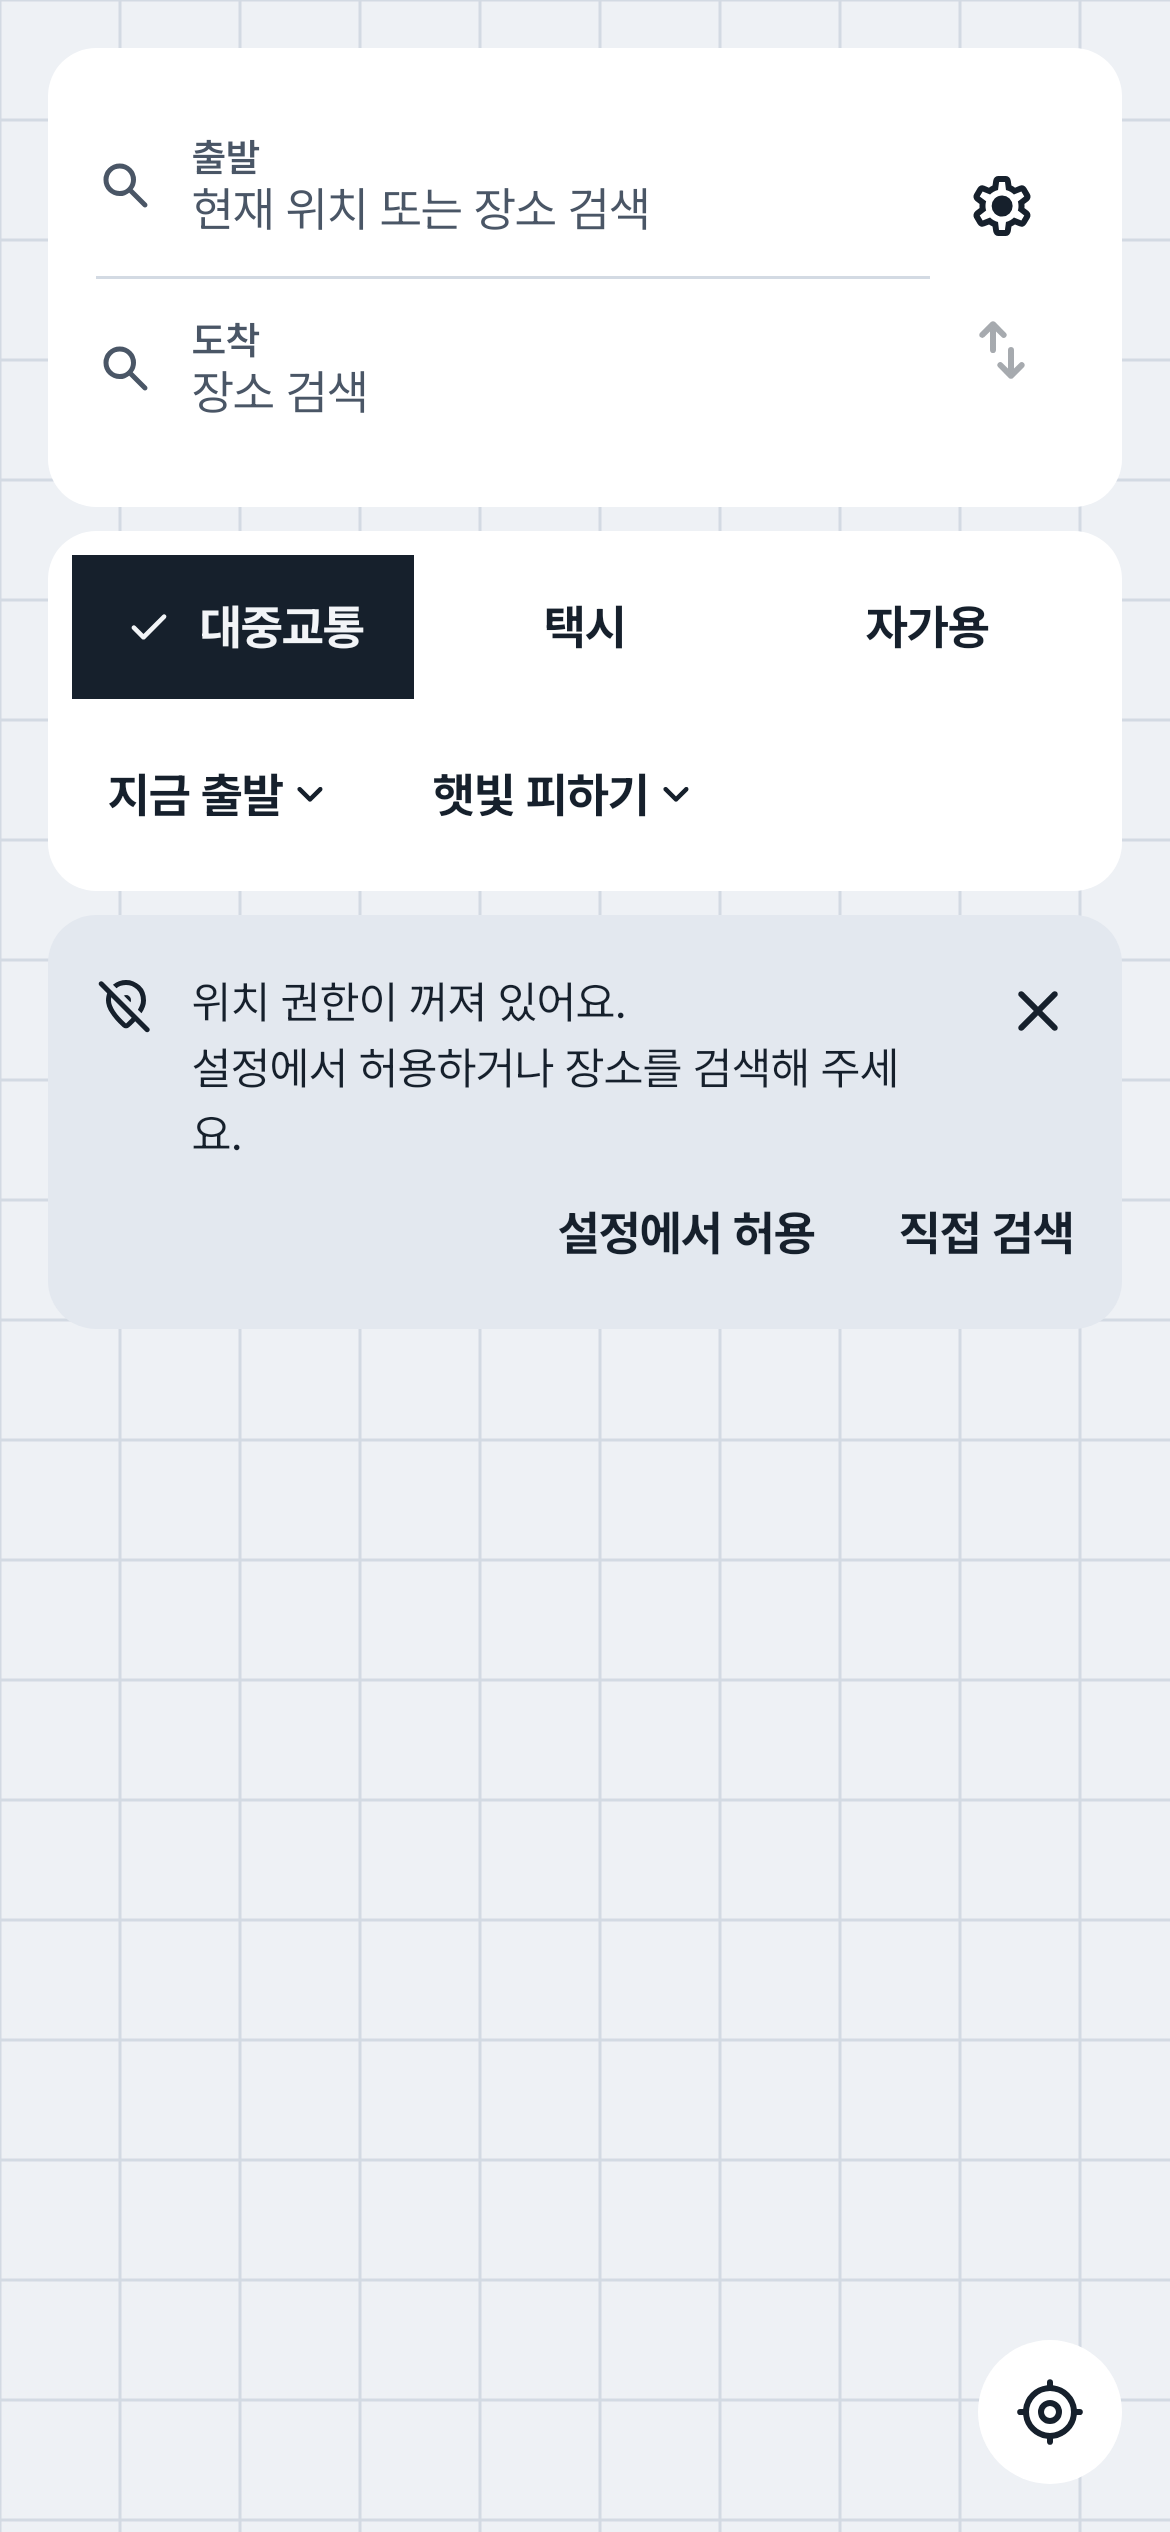 출발
현재 위치 또는 장소 검색
도착
장소 검색
대중교통
택시
자가용
지금 출발
햇빛 피하기
위치 권한이 꺼져 있어요.
설정에서 허용하거나 장소를 검색해 주세
요.
설정에서 허용
직접 검색